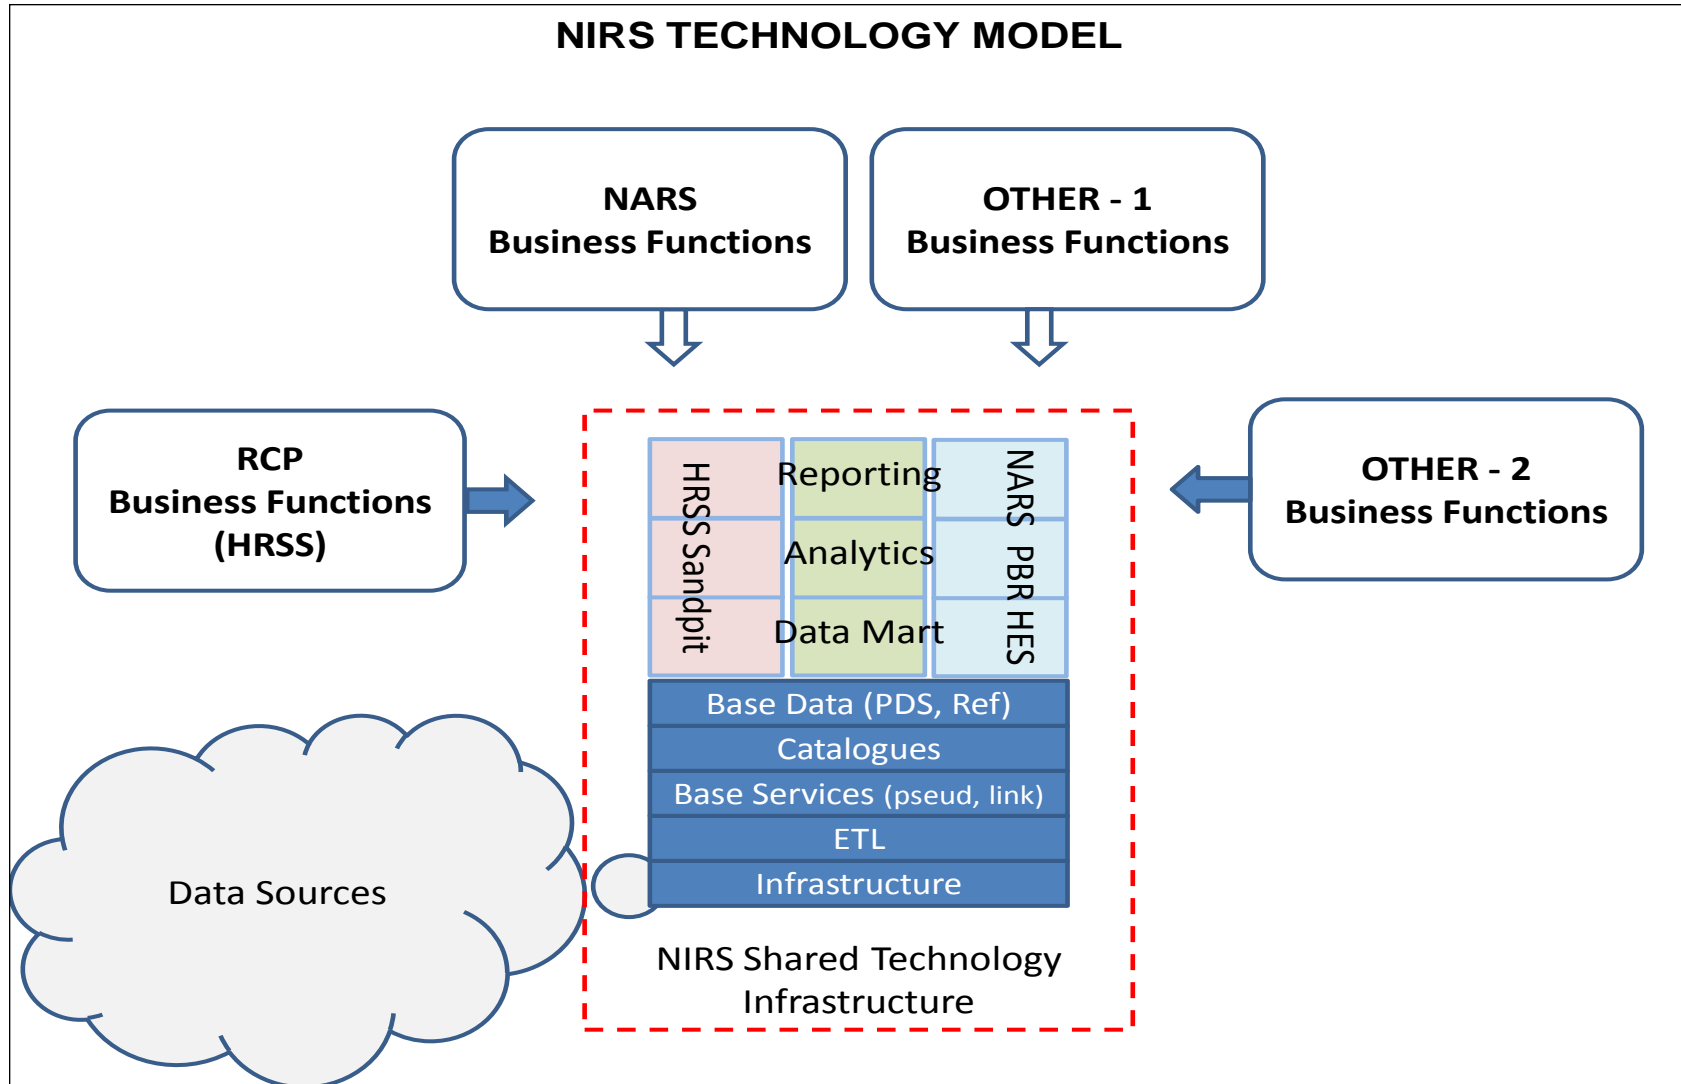 NIRS TECHNOLOGY MODEL
NARS
Business Functions
OTHER - 1
Business Functions
RCP
Business Functions
(HRSS)
OTHER - 2
Business Functions
HRSS Sandpit
Reporting
Analytics
Data Mart
NARS PBR HES
Base Data (PDS, Ref)
Catalogues
Base Services (pseud, link)
ETL
Infrastructure
Data Sources
NIRS Shared Technology
Infrastructure